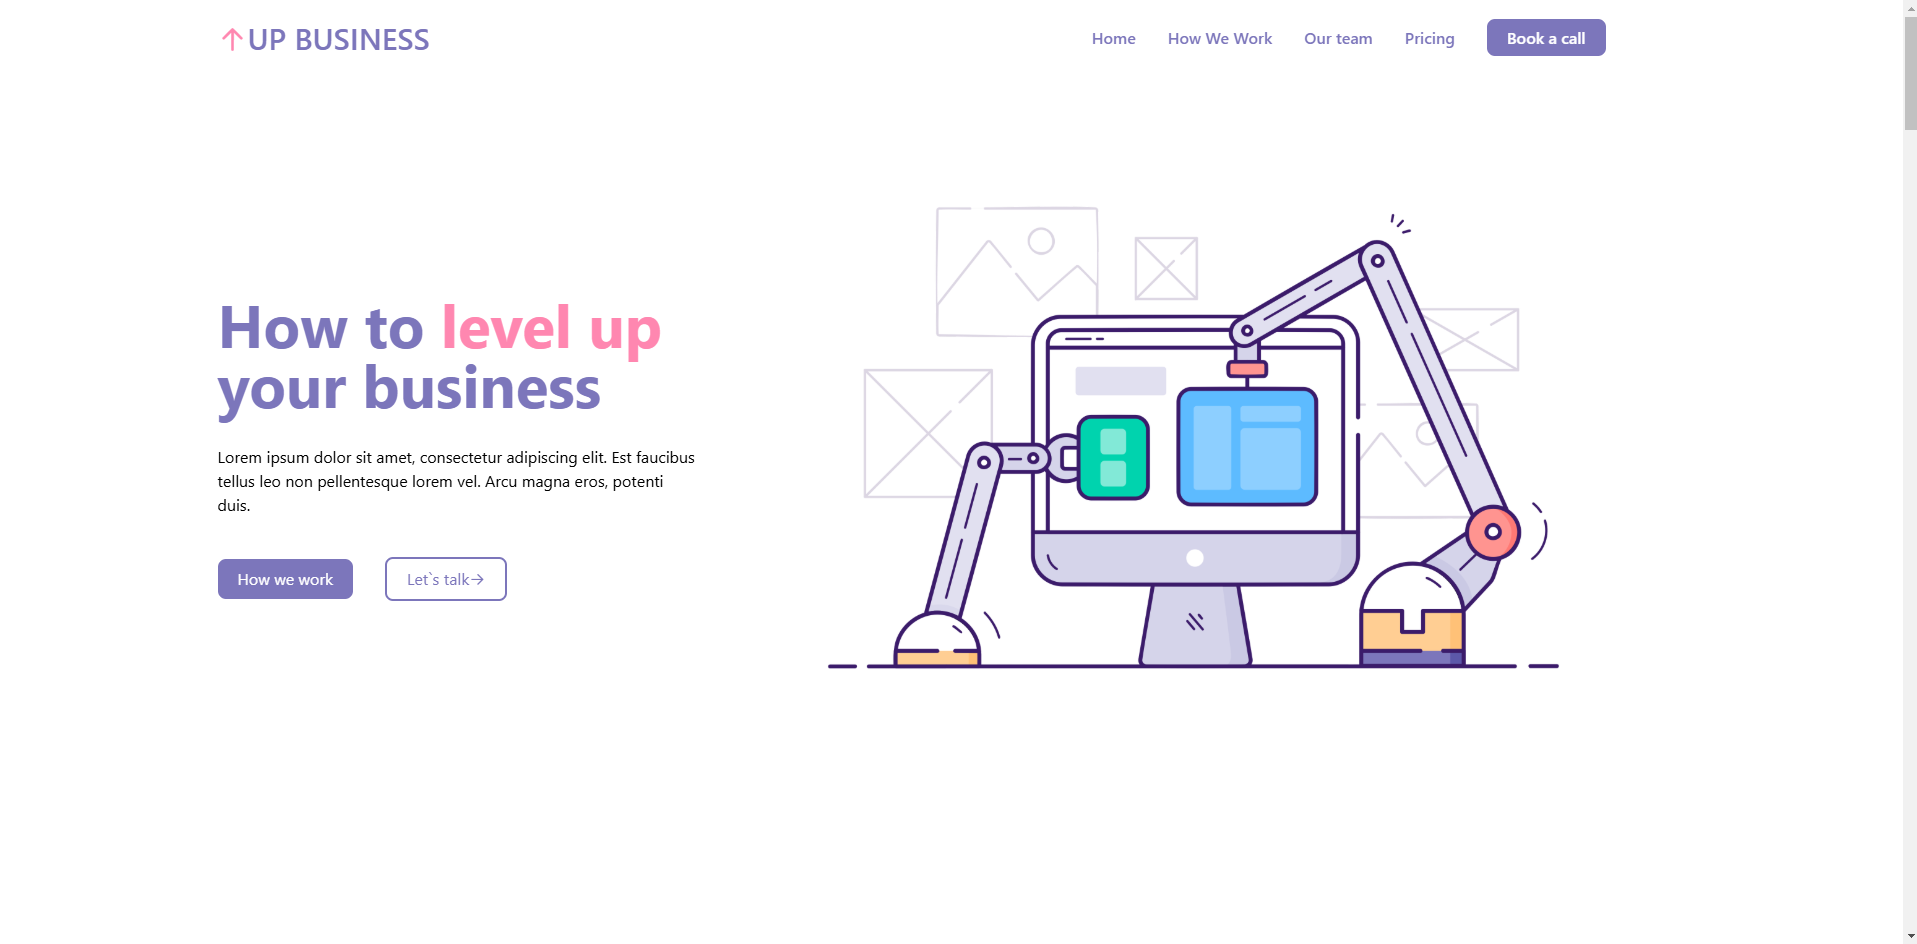 ↑UP BUSINESS
Home How We Work Our team Pricing Book a call
How to level up
your business
Lorem ipsum dolor sit amet, consectetur adipiscing elit. Est faucibus
tellus leo non pellentesque lorem vel. Arcu magna eros, potenti
duis.
How we work Let`s talk→